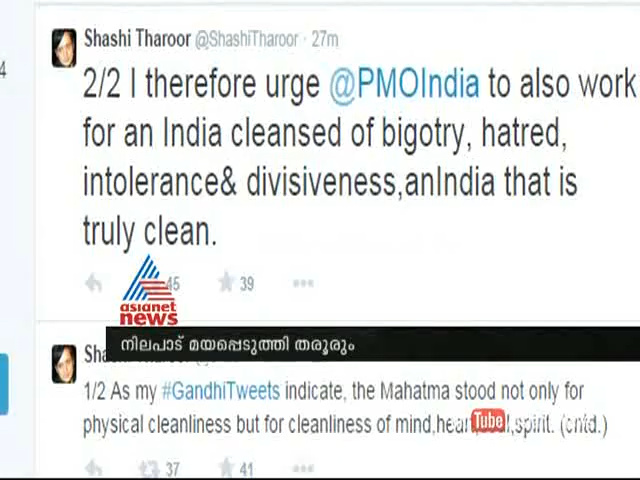 4
Shashi Tharoor @ShashiTharoor · 27m
2/2 I therefore urge @PMOIndia to also work
for an India cleansed of bigotry, hatred,
intolerance& divisiveness,anIndia that is
truly clean.
45 39
asianet
news
നിലപാട് മയപ്പെടുത്തി തരൂരും
1/2 As my #GandhiTweets indicate, the Mahatma stood not only for
physical cleanliness but for cleanliness of mind,heart,soul,spirit. (cntd.)
Tube
37 41